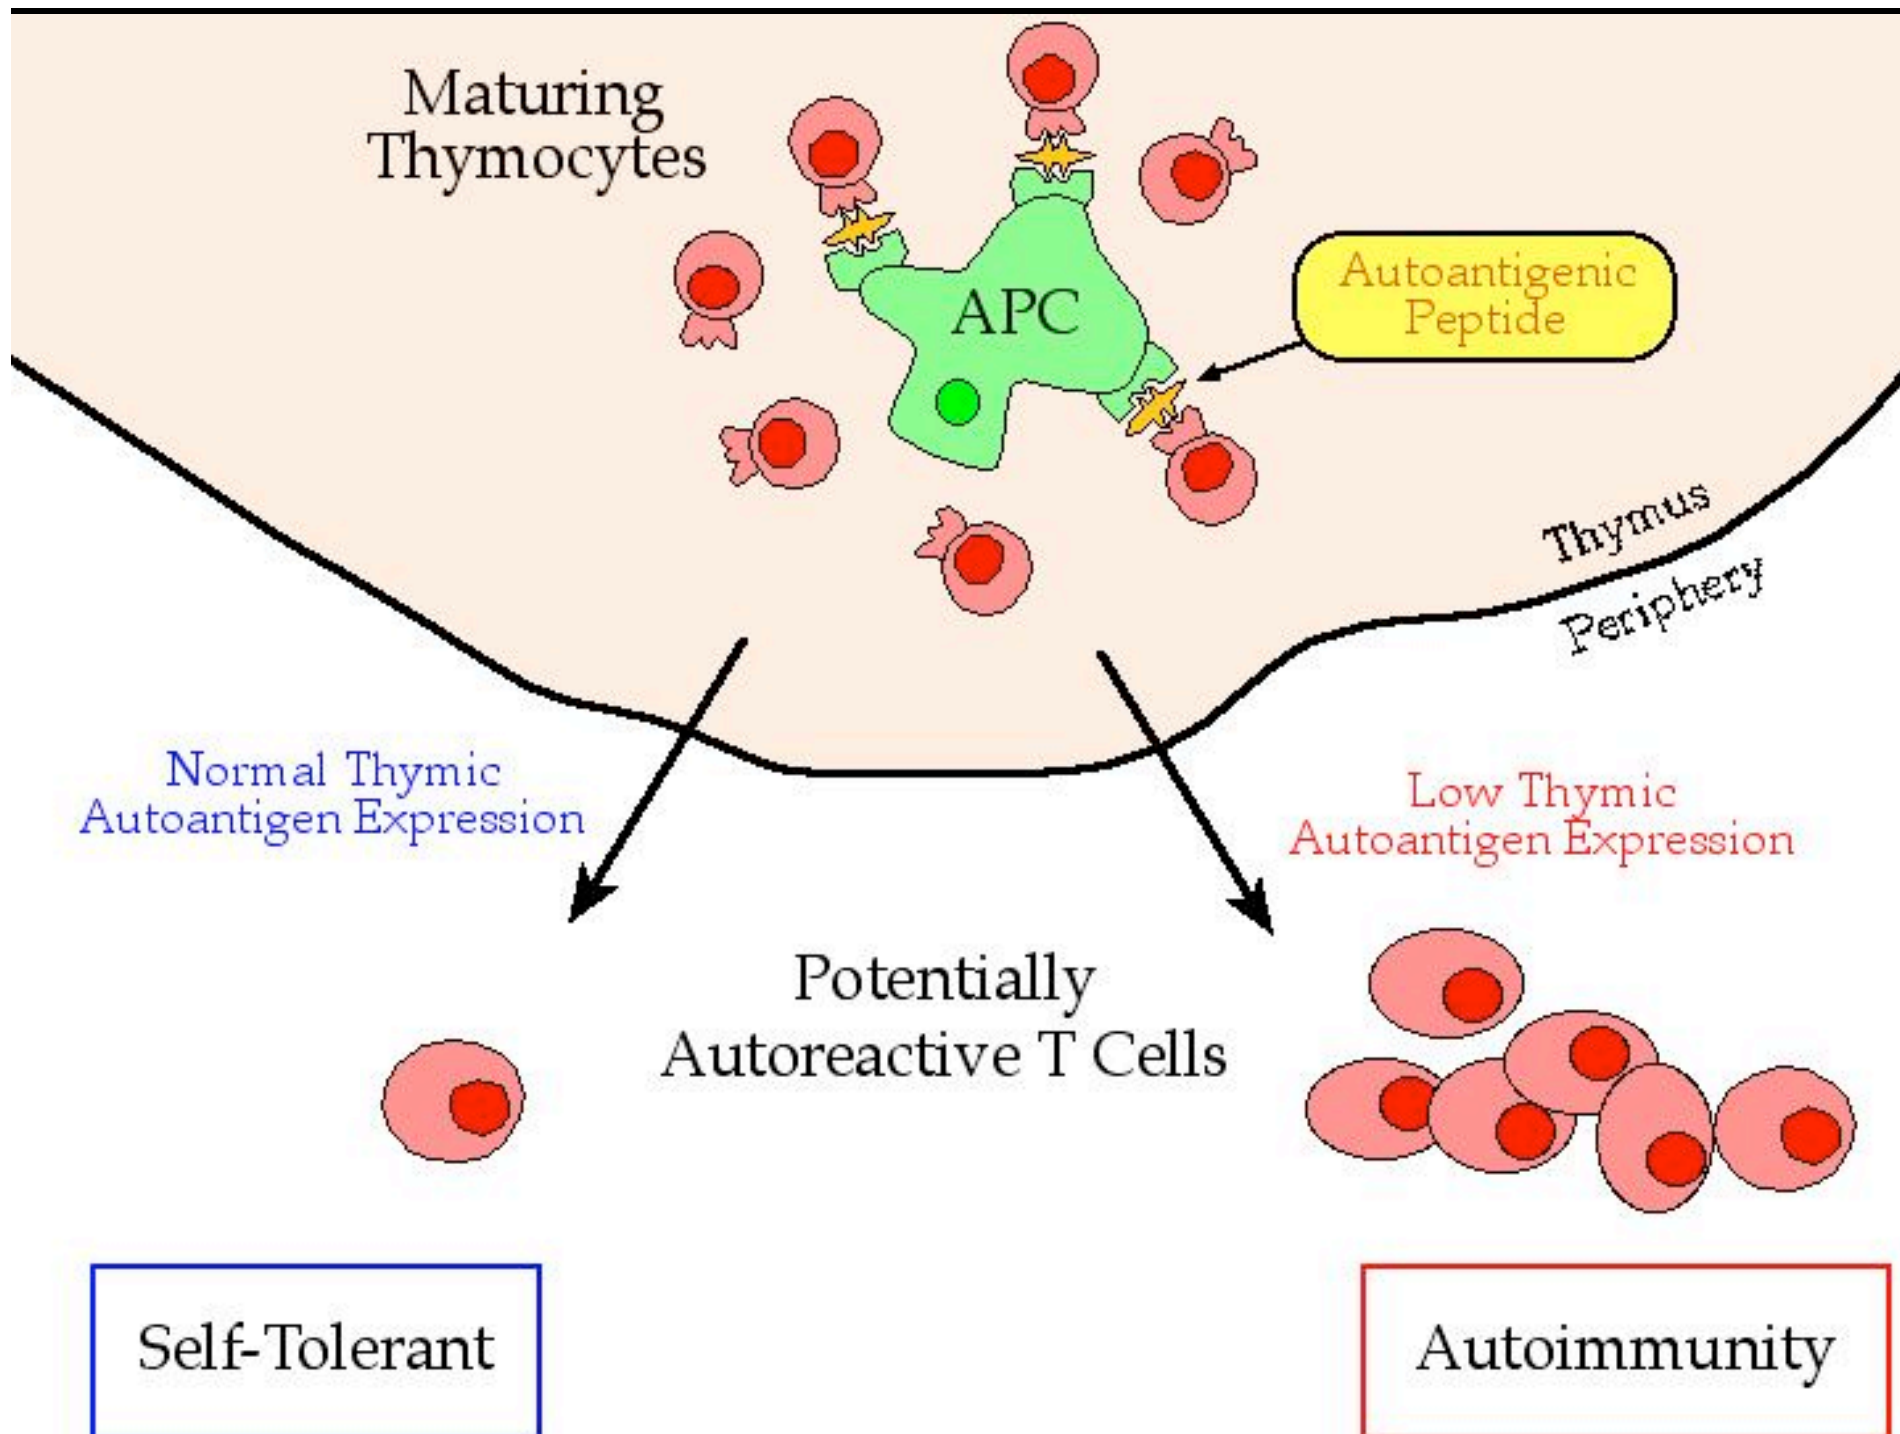 Maturing
Thymocytes
APC
Autoantigenic
Peptide
Thymus
Periphery
Normal Thymic
Autoantigen Expression
Low Thymic
Autoantigen Expression
Potentially
Autoreactive T Cells
Self-Tolerant
Autoimmunity